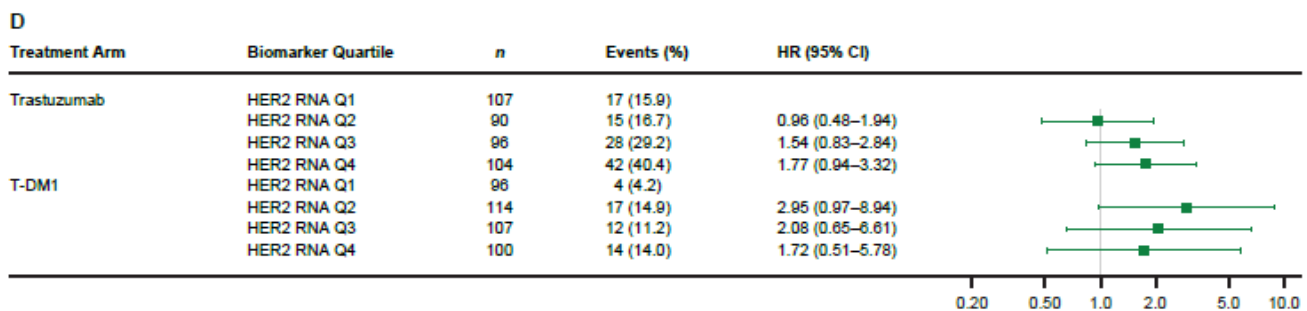 D
Treatment Arm Biomarker Quartile n Events (%) HR (95% CI)
Trastuzumab HER2 RNA Q1 107 17 (15.9)
HER2 RNA Q2 90 15 (16.7) 0.96 (0.48–1.94)
HER2 RNA Q3 96 28 (29.2) 1.54 (0.83–2.84)
HER2 RNA Q4 104 42 (40.4) 1.77 (0.94–3.32)
T-DM1 HER2 RNA Q1 96 4 (4.2)
HER2 RNA Q2 114 17 (14.9) 2.95 (0.97–8.94)
HER2 RNA Q3 107 12 (11.2) 2.08 (0.65–6.61)
HER2 RNA Q4 100 14 (14.0) 1.72 (0.51–5.78)
0.20 0.50 1.0 2.0 5.0 10.0